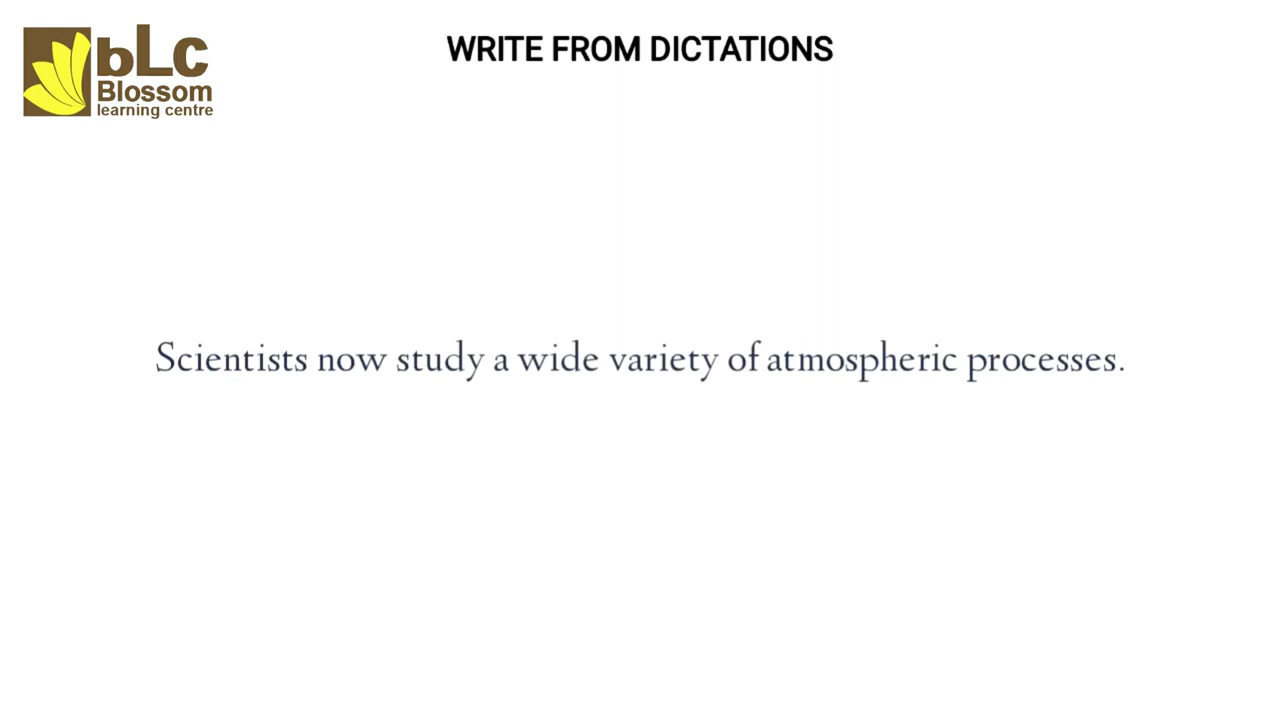 bLc
Blossom
learning centre
WRITE FROM DICTATIONS
Scientists now study a wide variety of atmospheric processes.